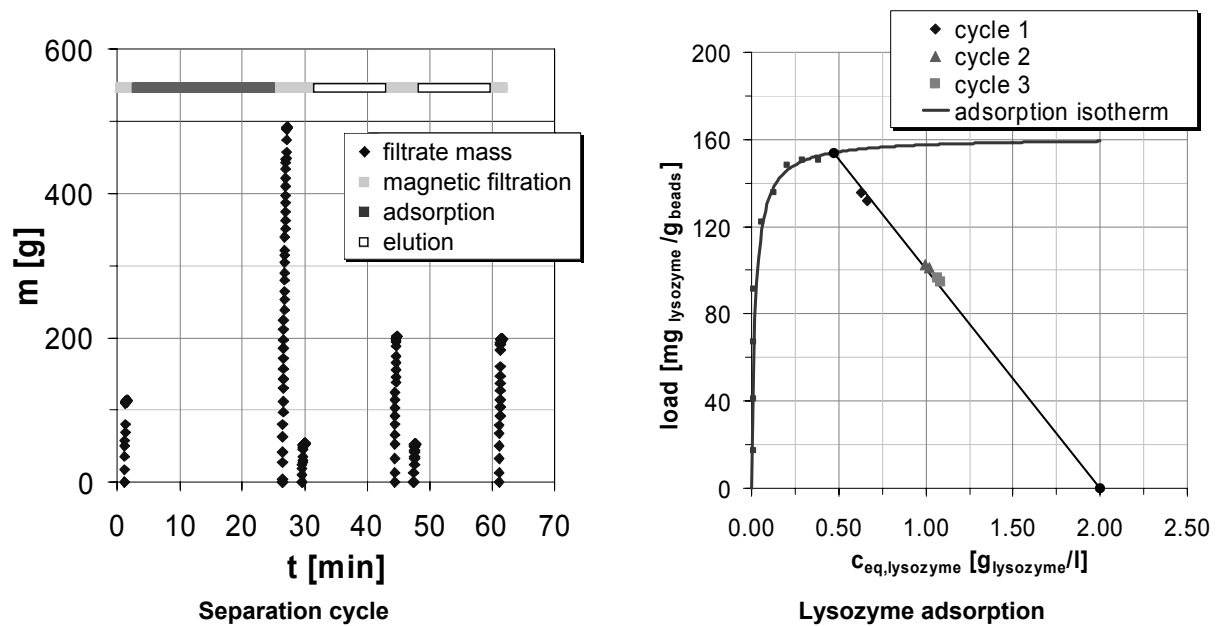 600
400
200
0
m [g]
0 10 20 30 40 50 60 70
t [min]
filtrate mass
magnetic filtration
adsorption
elution
Separation cycle
cycle 1
cycle 2
cycle 3
adsorption isotherm
200
160
120
80
40
0
load [mg lysozyme /g beads]
0.00 0.50 1.00 1.50 2.00 2.50
c eq,lysozyme [g lysozyme/l]
Lysozyme adsorption